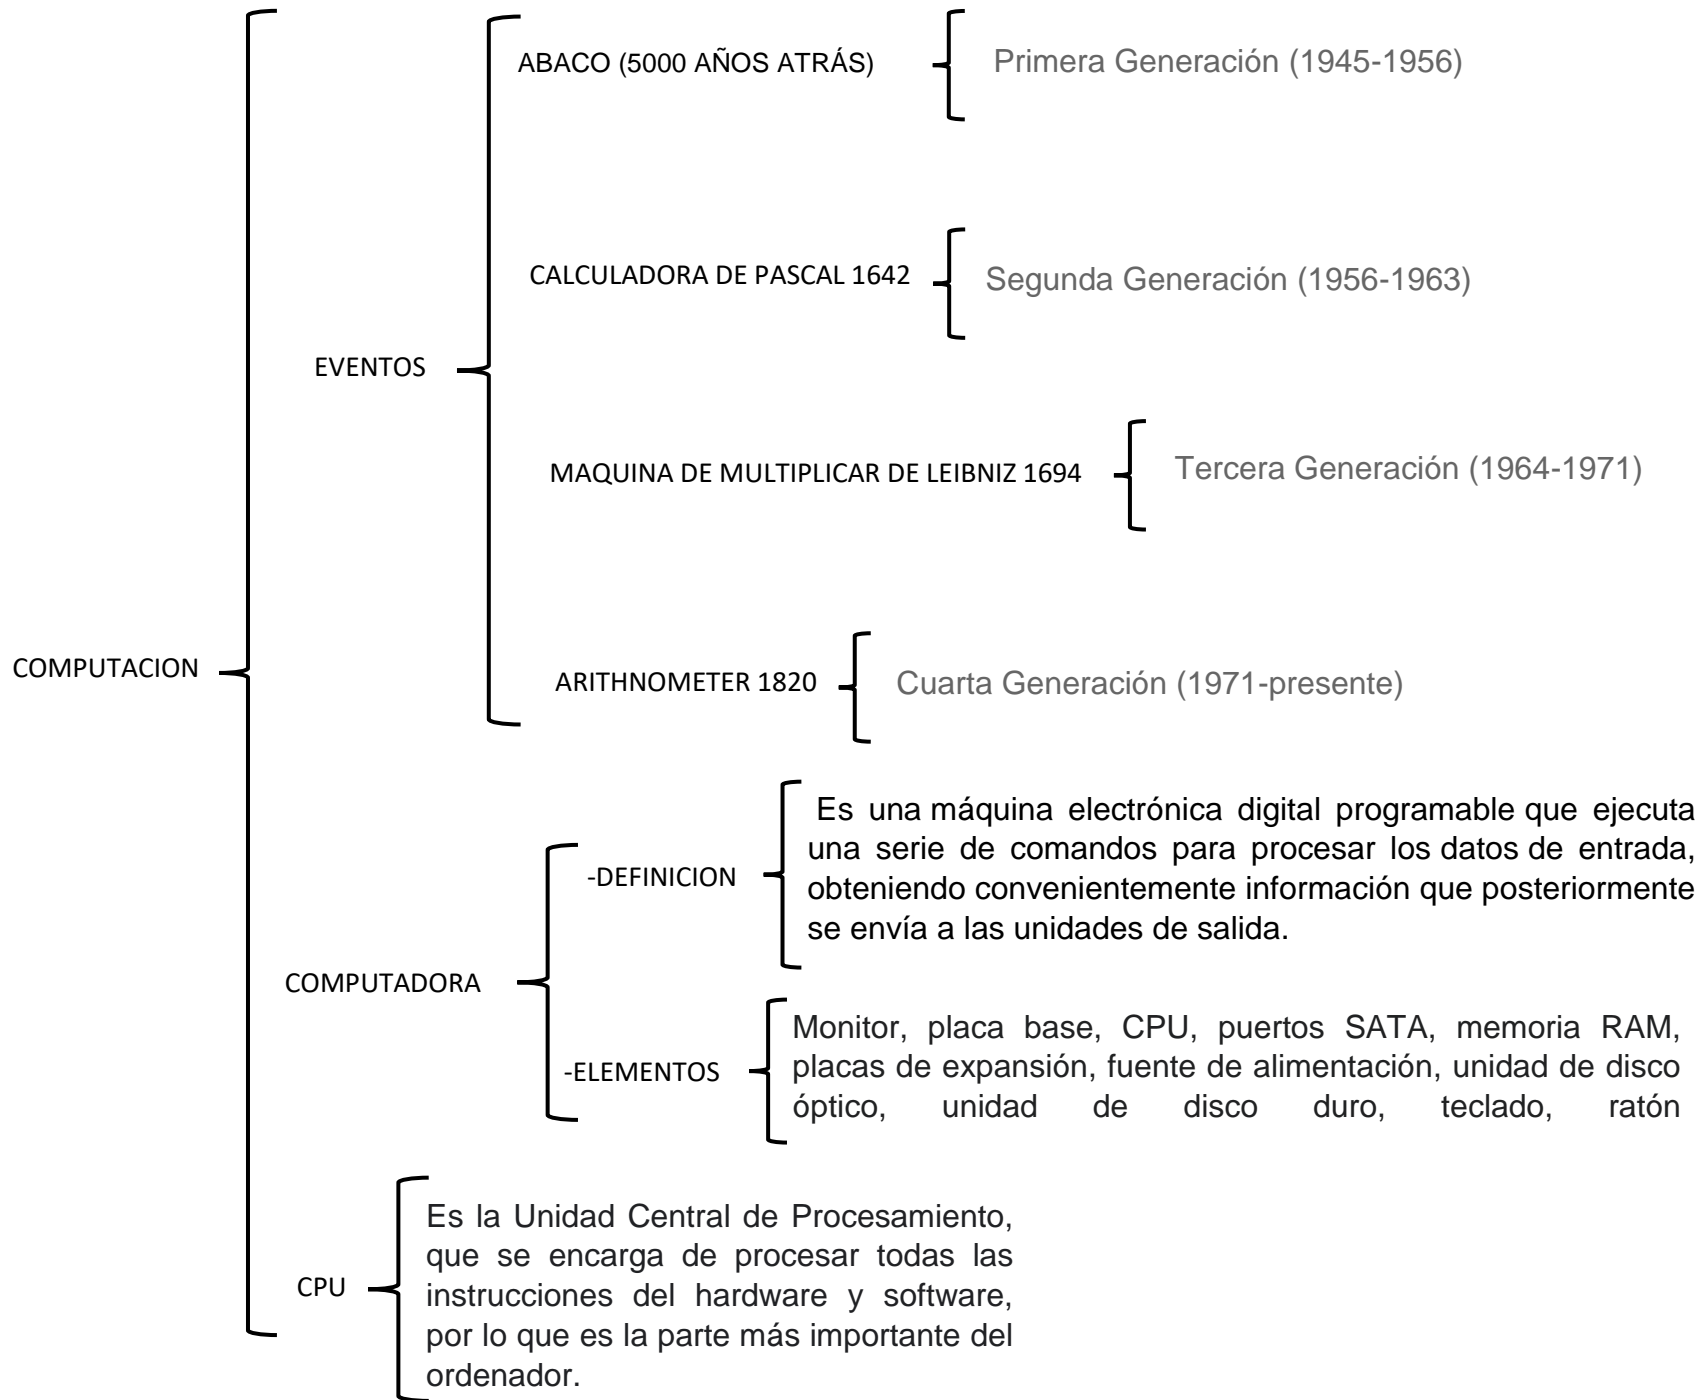 ABACO (5000 AÑOS ATRÁS)
Primera Generación (1945-1956)
CALCULADORA DE PASCAL 1642
Segunda Generación (1956-1963)
EVENTOS
MAQUINA DE MULTIPLICAR DE LEIBNIZ 1694
Tercera Generación (1964-1971)
COMPUTACION
ARITHNOMETER 1820
Cuarta Generación (1971-presente)
-DEFINICION
Es una máquina electrónica digital programable que ejecuta
una serie de comandos para procesar los datos de entrada,
obteniendo convenientemente información que posteriormente
se envía a las unidades de salida.
COMPUTADORA
-ELEMENTOS
Monitor, placa base, CPU, puertos SATA, memoria RAM,
placas de expansión, fuente de alimentación, unidad de disco
óptico, unidad de disco duro, teclado, ratón
CPU
Es la Unidad Central de Procesamiento,
que se encarga de procesar todas las
instrucciones del hardware y software,
por lo que es la parte más importante del
ordenador.